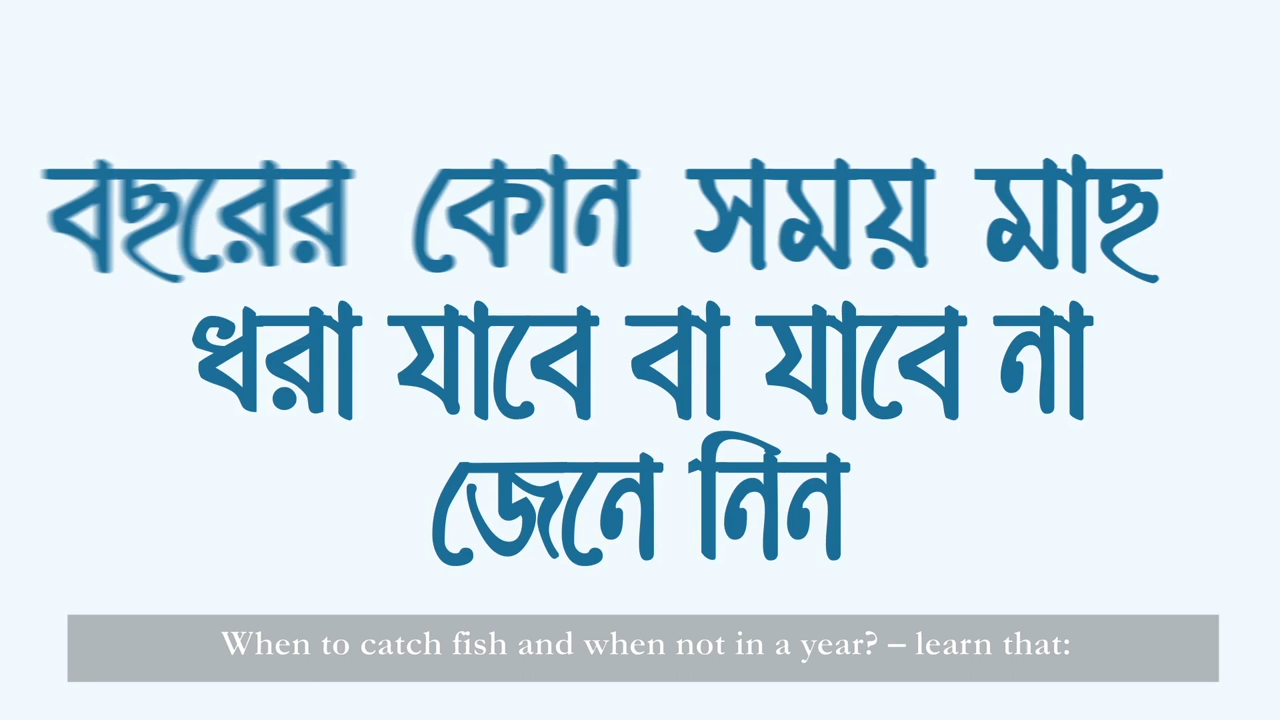 বছরের কোন সময় মাছ
ধরা যাবে বা যাবে না
জেনে নিন
When to catch fish and when not in a year? – learn that: